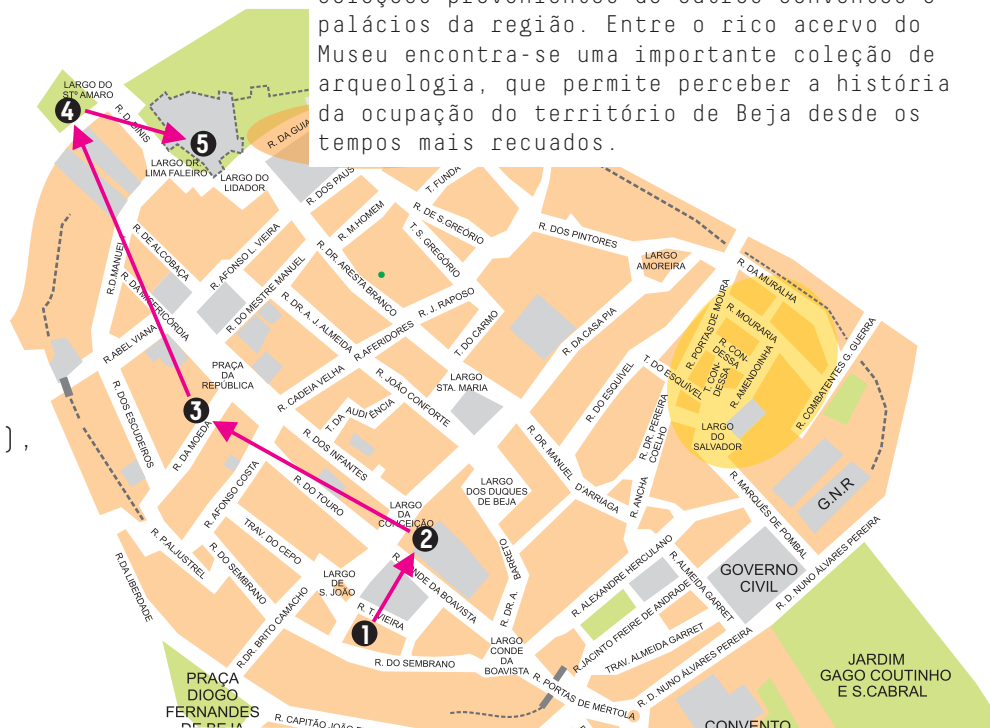 palácios da região. Entre o rico acervo do
Museu encontra-se uma importante coleção de
arqueologia, que permite perceber a história
da ocupação do território de Beja desde os
tempos mais recuados.
LARGO DO
STº AMARO
4
R. D. DINIS
5
R. DA GUIA
LARGO DR.
LIMA FALEIRO
LARGO DO
LIDADOR
R. DOS PAUS
T. FUNDA
R. M.HOMEM
R. DE S.GREÓRIO
T. S. GREGÓRIO
R. DOS PINTORES
LARGO
AMOREIRA
R. DA MURALHA
R.D.MANUEL
R. DE ALCOBAÇA
R. AFONSO L. VIEIRA
R. DR. ARESTA BRANCO
R. DA MISERICÓRDIA
R. DO MESTRE MANUEL
R. DR. A. J. ALMEIDA
R. J. RAPOSO
R.AFERIDORES
T. DO CARMO
R. DA CASA PIA
R. PORTAS DE MOURA
R. MOURARIA
R. CON-
DESSA
T. CON-
DESSA
R. AMENDOINHA
R. COMBATENTES G. GUERRA
T. DO ESQUÍVEL
R. DO ESQUÍVEL
R.ABEL VIANA
PRAÇA
DA
REPÚBLICA
R. CADEIA VELHA
R. JOÃO CONFORTE
LARGO
STA. MARIA
T. DA AUDIÊNCIA
3
R. DOS ESCUDEIROS
R. DA MOEDA
R. DOS INFANTES
R. DR. MANUEL D'ARRIAGA
R. DR. PEREIRA
COELHO
LARGO
DO
SALVADOR
),
R. AFONSO COSTA
R. DO TOURO
LARGO
DOS DUQUES
DE BEJA
R. ANCHA
R. MARQUÊS DE POMBAL
G.N.R
LARGO
DA
CONCEIÇÃO
2
TRAV. DO CEPO
R. PALJUSTREL
R. DO SEMBRANO
R.DA LIBERDADE
LARGO
DE
S. JOÃO
R. T. VIEIRA
1
R. DR. A. BARRETO
R. ALEXANDRE HERCULANO
R. ALMEIDA GARRET
GOVERNO
CIVIL
R. D. NUNO ÁLVARES PEREIRA
R. JACINTO FREIRE DE ANDRADE
TRAV. ALMEIDA GARRET
R.DR. BRITO CAMACHO
R. DO SEMBRANO
LARGO
CONDE
DA
BOAVISTA
R. PORTAS DE MÉRTOLA
R. D. NUNO ÁLVARES PEREIRA
JARDIM
GAGO COUTINHO
E S.CABRAL
PRAÇA
DIOGO
FERNANDES
DE BEJA
R. CAPITÃO JOÃO
CONVENTO